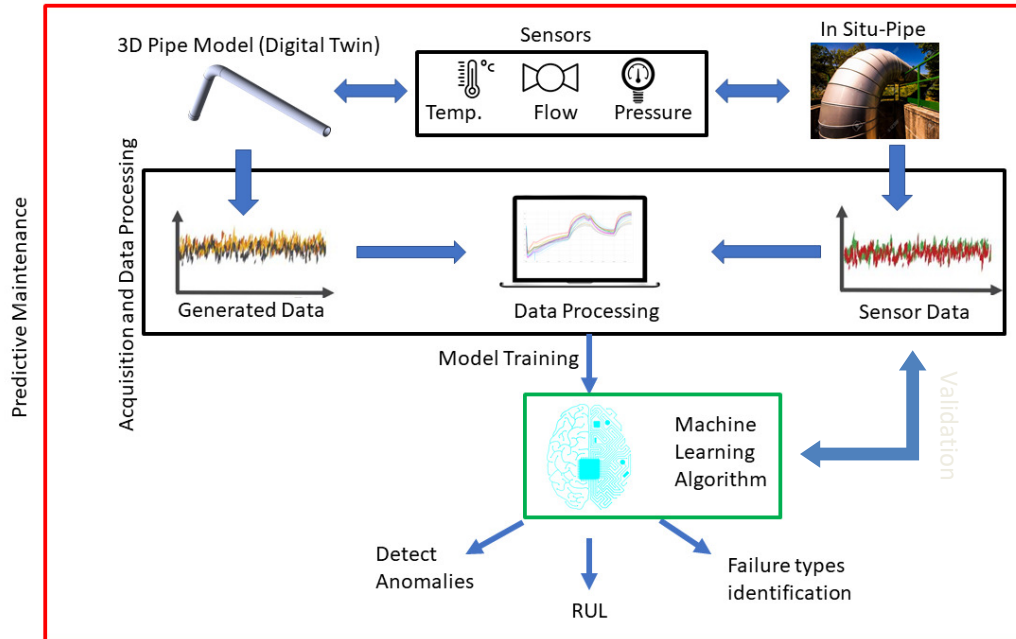 Sensors
In Situ-Pipe
3D Pipe Model (Digital Twin)
°c
Temp.
Flow
Pressure
Predictive Maintenance
Acquisition and Data Processing
Generated Data
Data Processing
Sensor Data
Model Training
Validation
Machine
Learning
Algorithm
Detect
Anomalies
RUL
Failure types
identification